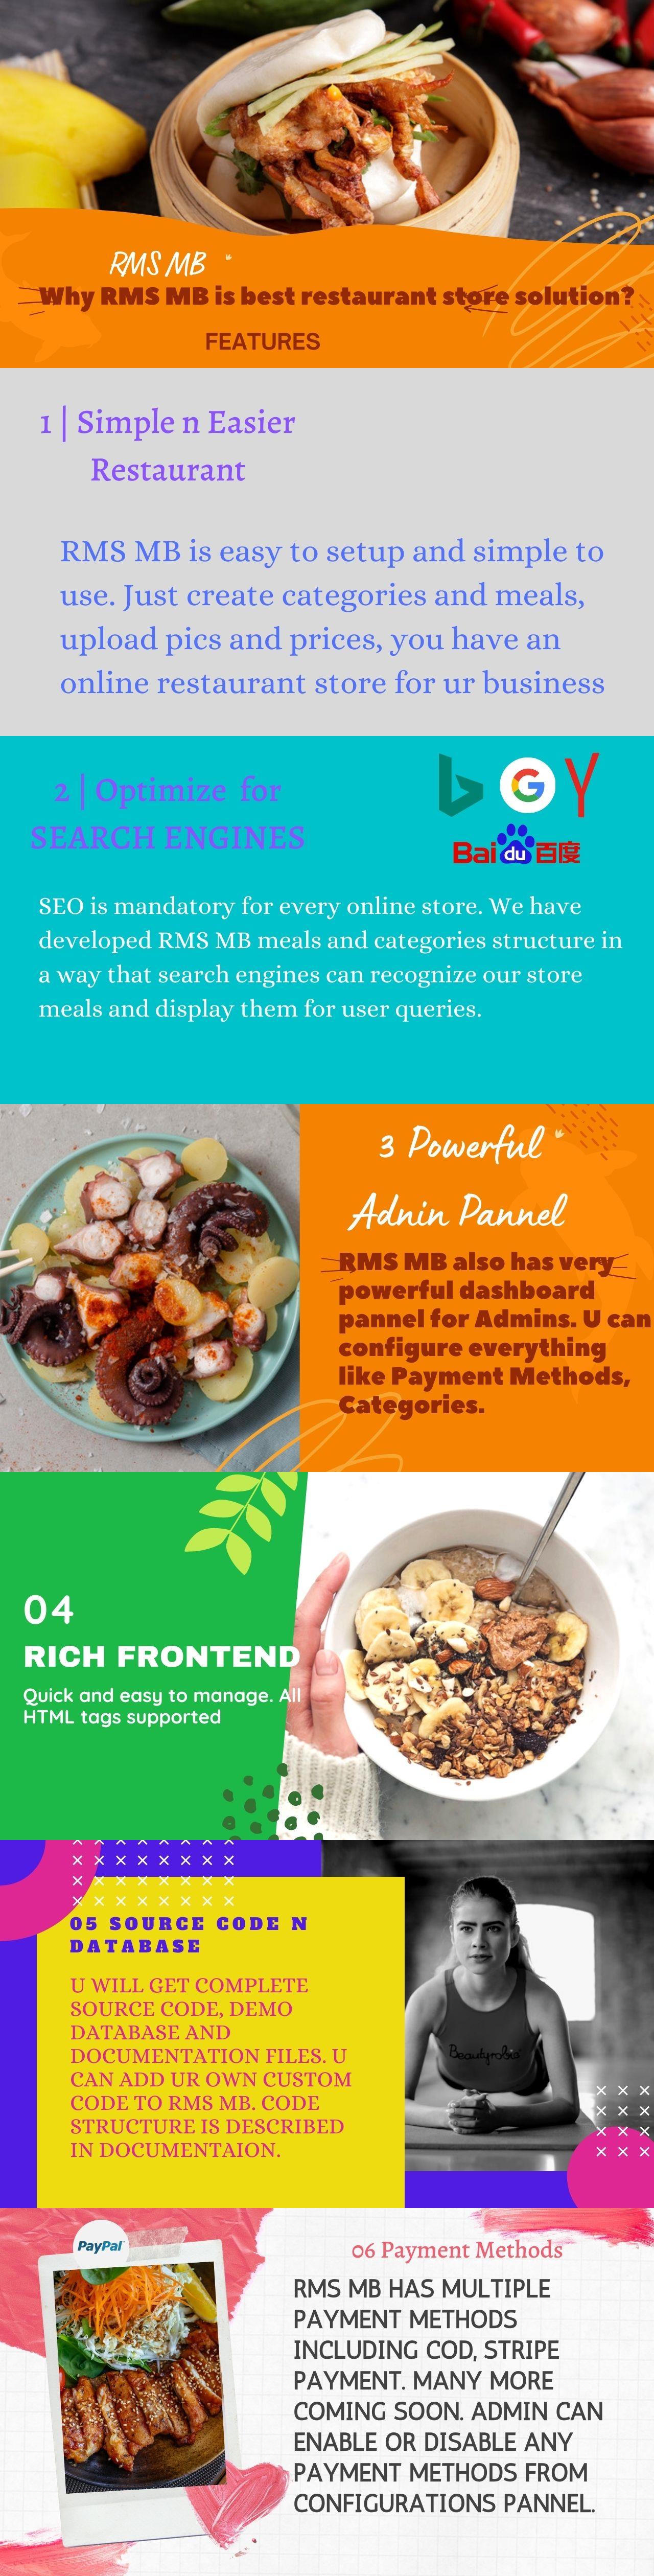 RMS MB
Why RMS MB is best restaurant store solution?
FEATURES
1 | Simple n Easier
Restaurant
RMS MB is easy to setup and simple to
use. Just create categories and meals,
upload pics and prices, you have an
online restaurant store for ur business
2 | Optimize for
SEARCH ENGINES
b G Y
Bai du 百度
SEO is mandatory for every online store. We have
developed RMS MB meals and categories structure in
a way that search engines can recognize our store
meals and display them for user queries.
3 Powerful
Adnin Pannel
RMS MB also has very
powerful dashboard
pannel for Admins. U can
configure everything
like Payment Methods,
Categories.
04
RICH FRONTEND
Quick and easy to manage. All
HTML tags supported
05 SOURCE CODE N
DATABASE
U WILL GET COMPLETE
SOURCE CODE, DEMO
DATABASE AND
DOCUMENTATION FILES. U
CAN ADD UR OWN CUSTOM
CODE TO RMS MB. CODE
STRUCTURE IS DESCRIBED
IN DOCUMENTAION.
Beautyrobic
PayPal
06 Payment Methods
RMS MB HAS MULTIPLE
PAYMENT METHODS
INCLUDING COD, STRIPE
PAYMENT. MANY MORE
COMING SOON. ADMIN CAN
ENABLE OR DISABLE ANY
PAYMENT METHODS FROM
CONFIGURATIONS PANNEL.